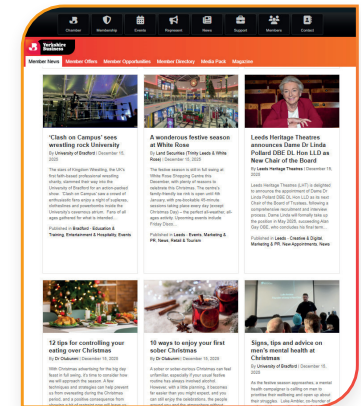 Chamber Membership Events Represent News Support Members Contact
Yorkshire
Business
Member News Member Offers Member Opportunities Member Directory Media Pack Magazine
'Clash on Campus' sees
wrestling rock University
By University of Bradford | December 18,
2025
The stars of Kingdom Wrestling, the UK's
first faith-based professional wrestling
charity, slammed their way into the
University of Bradford for an action-packed
show. 'Clash on Campus' saw a crowd of
enthusiastic fans enjoy a night of suplexes,
clotheslines and powerbombs inside the
University's cavernous atrium. Fans of all
ages gathered for what is intended...
Published in Bradford - Education &
Training, Entertainment & Hospitality, Events
A wonderous festive season
at White Rose
By Land Securities (Trinity Leeds & White
Rose) | December 18, 2025
The festive season is still in full swing at
White Rose Shopping Centre this
December, with plenty of reasons to
celebrate this Christmas. The centre's
family-friendly ice rink is open until 4th
January, with pre-bookable 45-minute
sessions taking place every day (except
Christmas Day) – the perfect all-weather, all-
ages activity. Upcoming events include
Friday Disco...
Published in Leeds - Events, Marketing &
PR, News, Retail & Tourism
Leeds Heritage Theatres
announces Dame Dr Linda
Pollard DBE DL Hon LLD as
New Chair of the Board
By Leeds Heritage Theatres | December 18,
2025
Leeds Heritage Theatres (LHT) is delighted
to announce the appointment of Dame Dr
Linda Pollard DBE DL Hon LLD as its next
Chair of the Board of Trustees, following a
comprehensive recruitment and interview
process. Dame Linda will formally take up
the position in May 2026, succeeding Alan
Gay OBE, who concludes his final term...
Published in Leeds - Creative & Digital,
Marketing & PR, New Appointments, News
12 tips for controlling your
eating over Christmas
By Dr Olukunmi | December 18, 2025
With Christmas advertising for the big day
feast in full swing, it's time to consider how
we will approach the season. A few
techniques and strategies can help prevent
us from overeating during the Christmas
period, and a positive consequence from
10 ways to enjoy your first
sober Christmas
By Dr Olukunmi | December 18, 2025
A sober or sober curious Christmas can feel
unfamiliar, especially if your usual festive
routine has always involved alcohol.
However, with a little planning, it becomes
far easier than you might expect, and you
can still enjoy the celebrations, the people
Signs, tips and advice on
men's mental health at
Christmas
By University of Bradford | December 18,
2025
As the festive season approaches, a mental
health campaigner is calling on men to
prioritise their wellbeing and open up about
their struggles. Luke Ambler, co-founder of